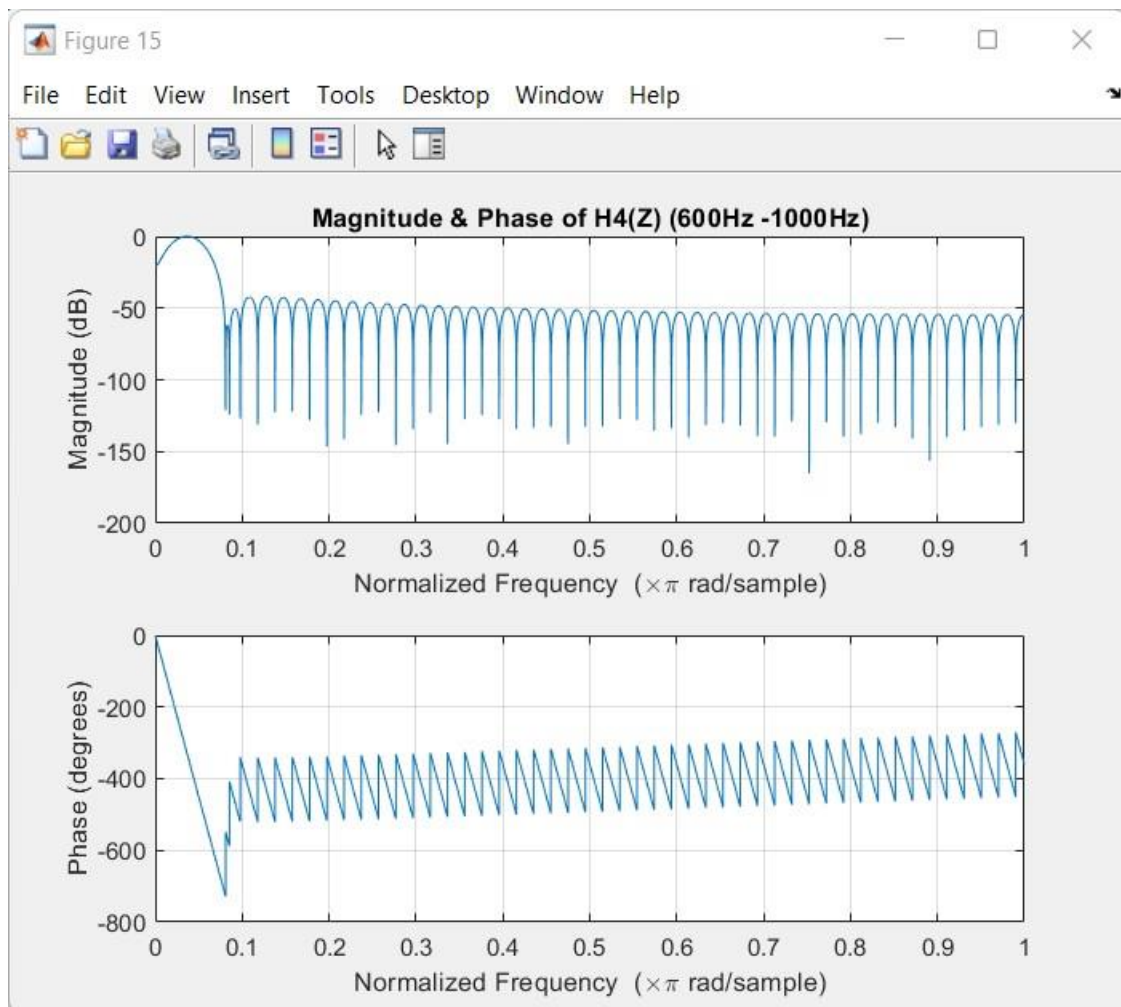 Figure 15
File Edit View Insert Tools Desktop Window Help
Magnitude & Phase of H4(Z) (600Hz -1000Hz)
Magnitude (dB)
0
-50
-100
-150
-200
0 0.1 0.2 0.3 0.4 0.5 0.6 0.7 0.8 0.9 1
Normalized Frequency (×π rad/sample)
Phase (degrees)
0
-200
-400
-600
-800
0 0.1 0.2 0.3 0.4 0.5 0.6 0.7 0.8 0.9 1
Normalized Frequency (×π rad/sample)